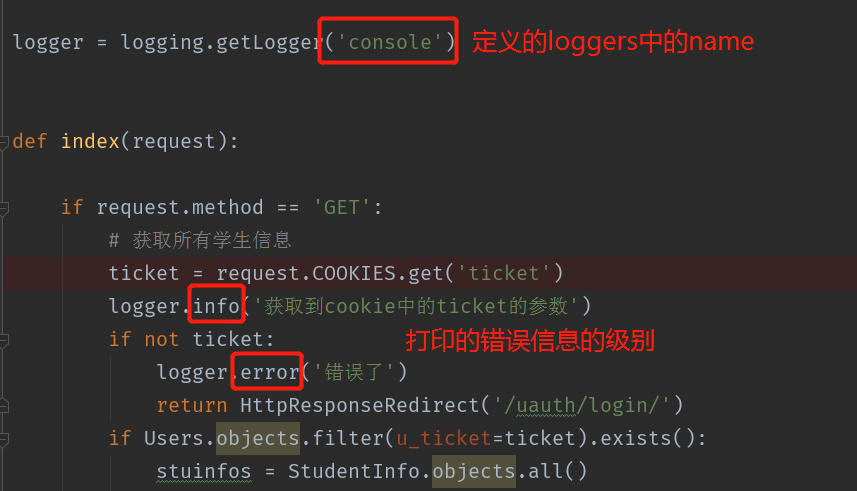 logger = logging.getLogger('console') 定义的loggers中的name
def index(request):
if request.method == 'GET':
# 获取所有学生信息
ticket = request.COOKIES.get('ticket')
logger.info('获取到cookie中的ticket的参数')
if not ticket: 打印的错误信息的级别
logger.error('错误了')
return HttpResponseRedirect('/uauth/login/')
if Users.objects.filter(u_ticket=ticket).exists():
stuinfos = StudentInfo.objects.all()